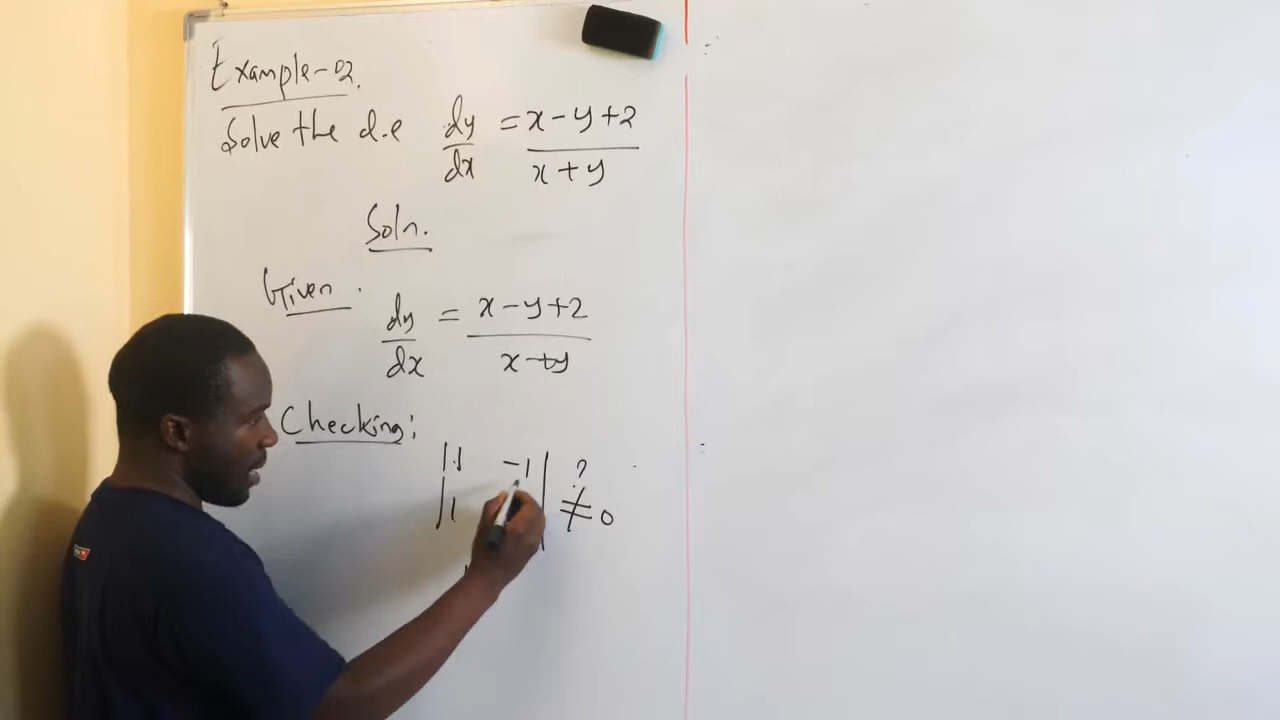 Example-02.
Solve the d.e dy/dx = x-y+2/x+y
Soln.
Given.
dy/dx = x-y+2/x+y
Checking:
|1 -1| ?
|1 | ≠ 0